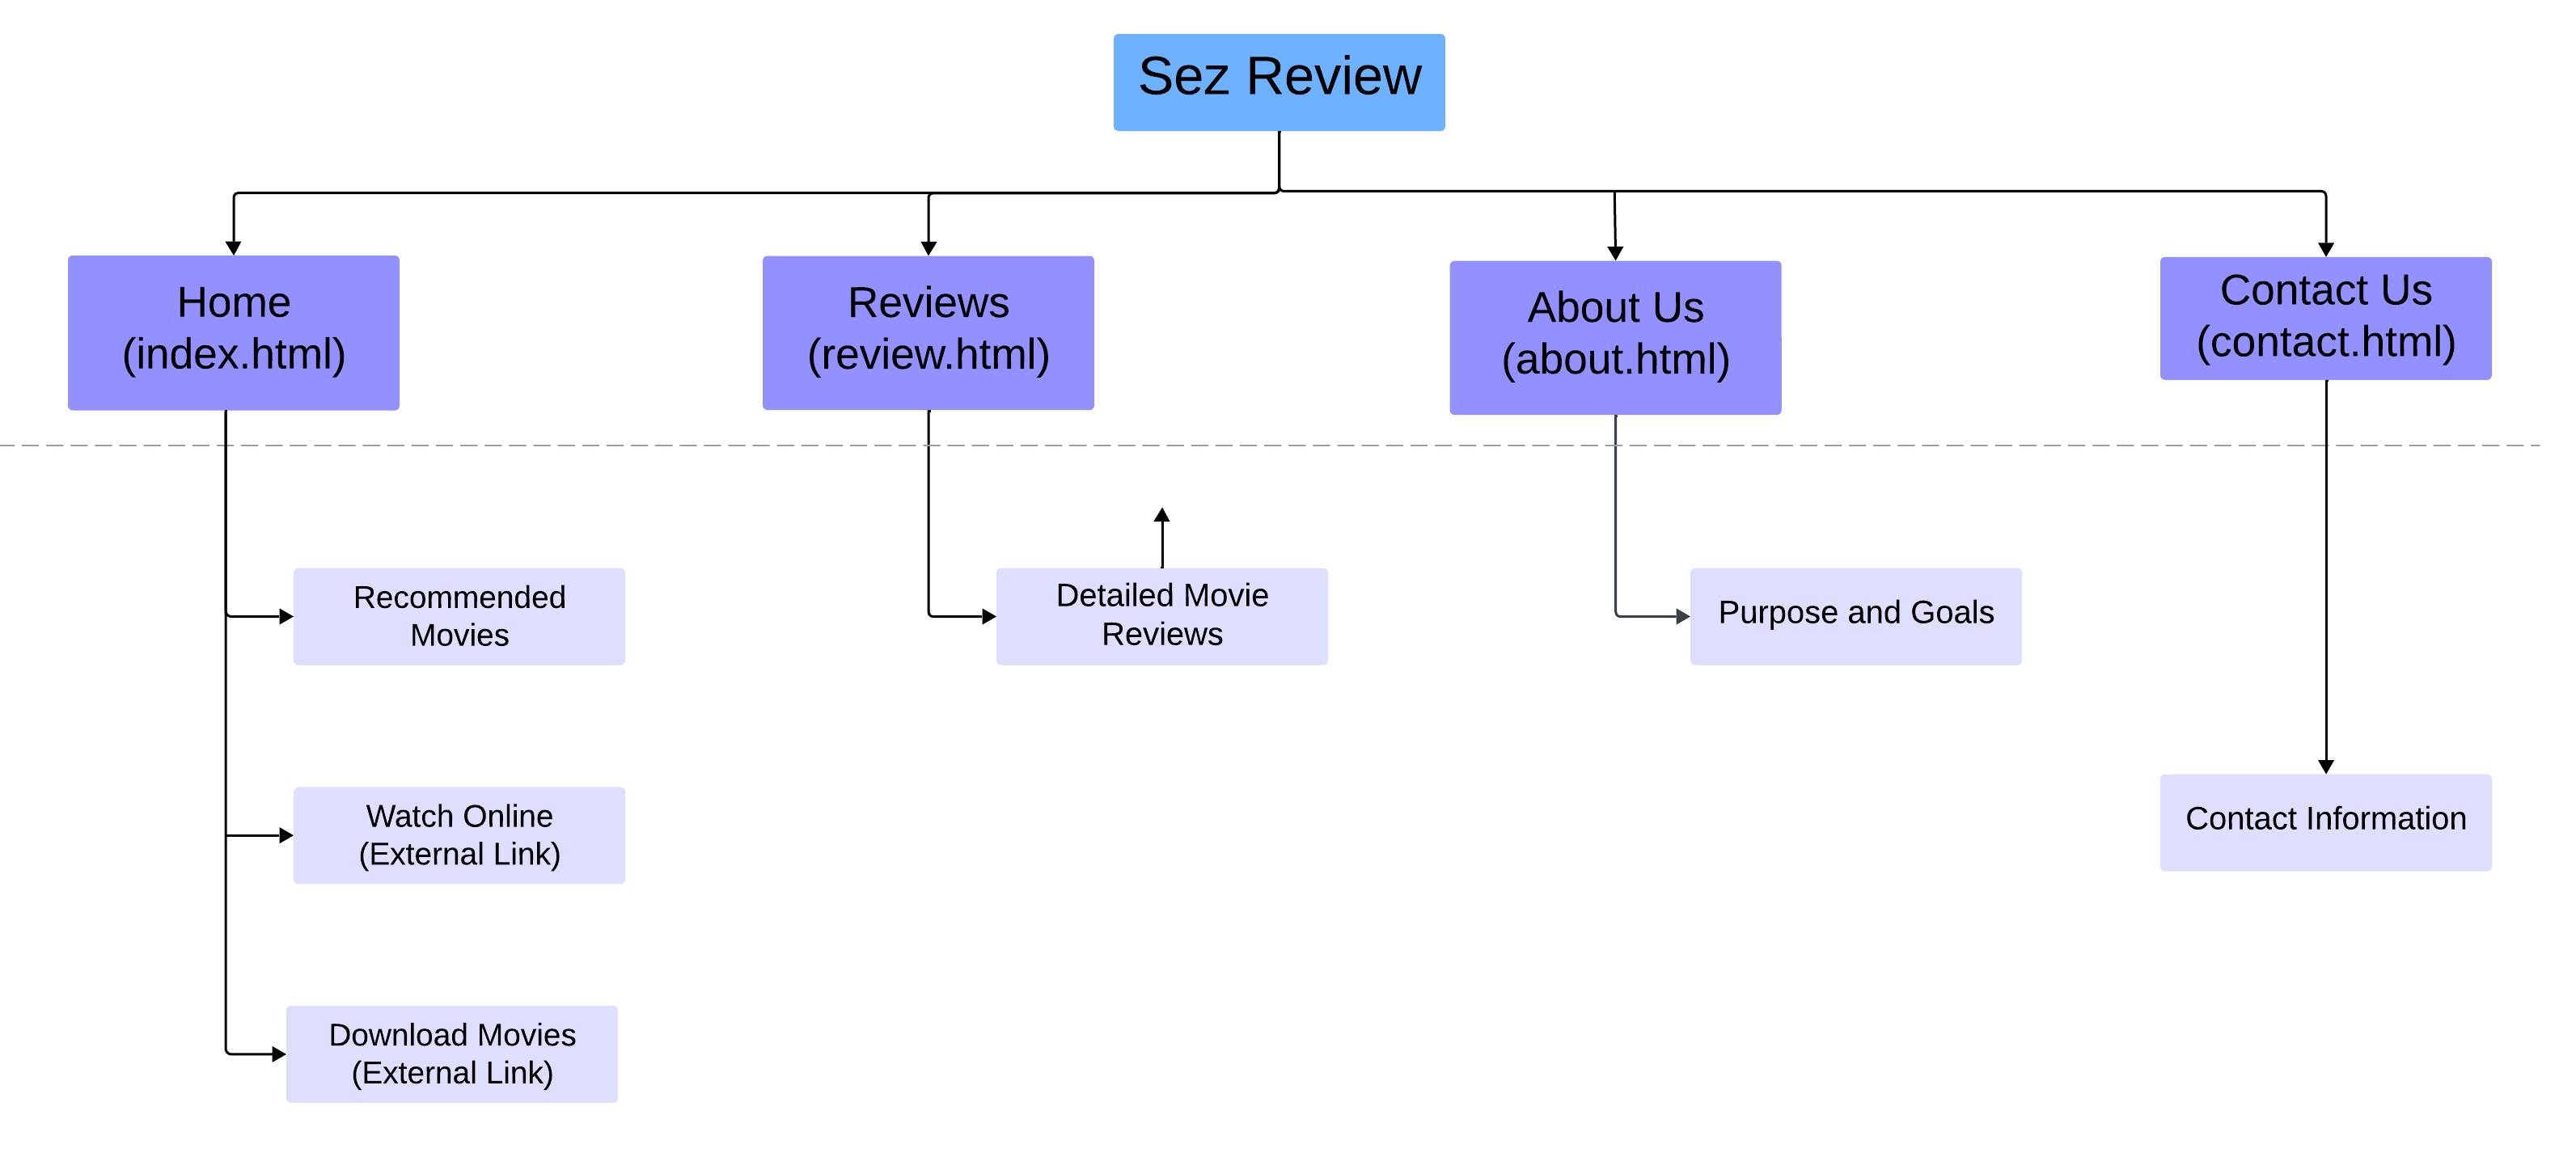 Sez Review
Home
(index.html)
Reviews
(review.html)
About Us
(about.html)
Contact Us
(contact.html)
Recommended
Movies
Detailed Movie
Reviews
Purpose and Goals
Watch Online
(External Link)
Contact Information
Download Movies
(External Link)